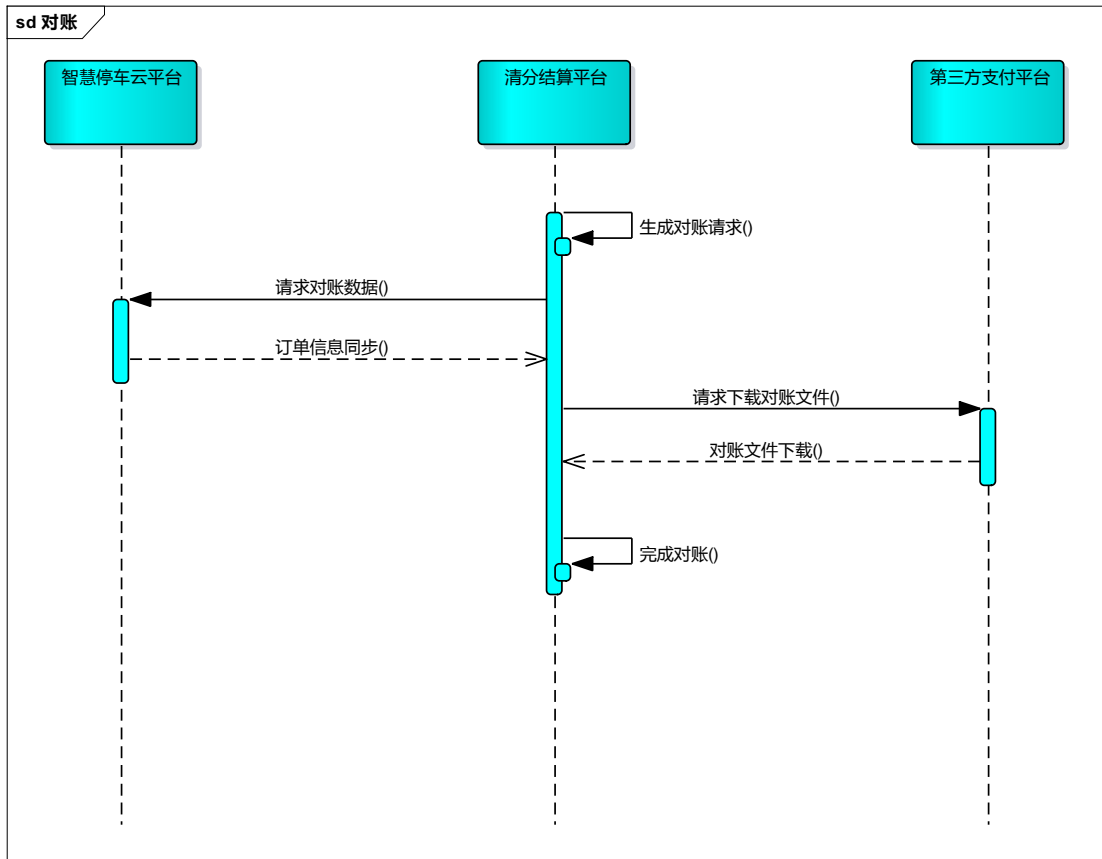 sd 对账
智慧停车云平台
清分结算平台
第三方支付平台
生成对账请求()
请求对账数据()
订单信息同步()
请求下载对账文件()
对账文件下载()
完成对账()